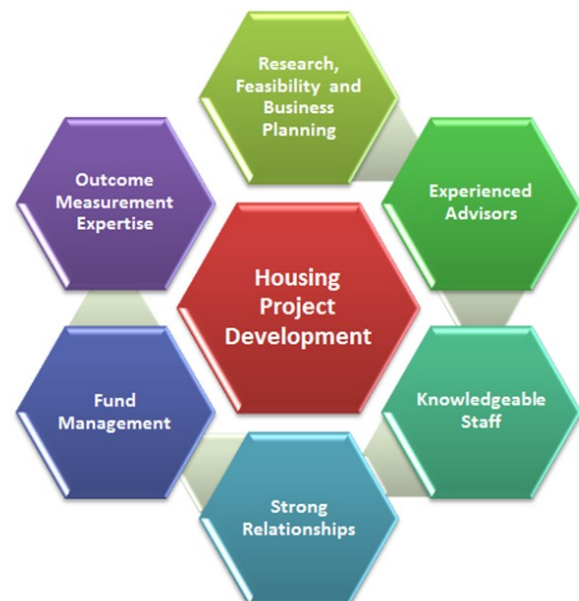 Research,
Feasibility and
Business
Planning
Experienced
Advisors
Knowledgeable
Staff
Strong
Relationships
Fund
Management
Outcome
Measurement
Expertise
Housing
Project
Development